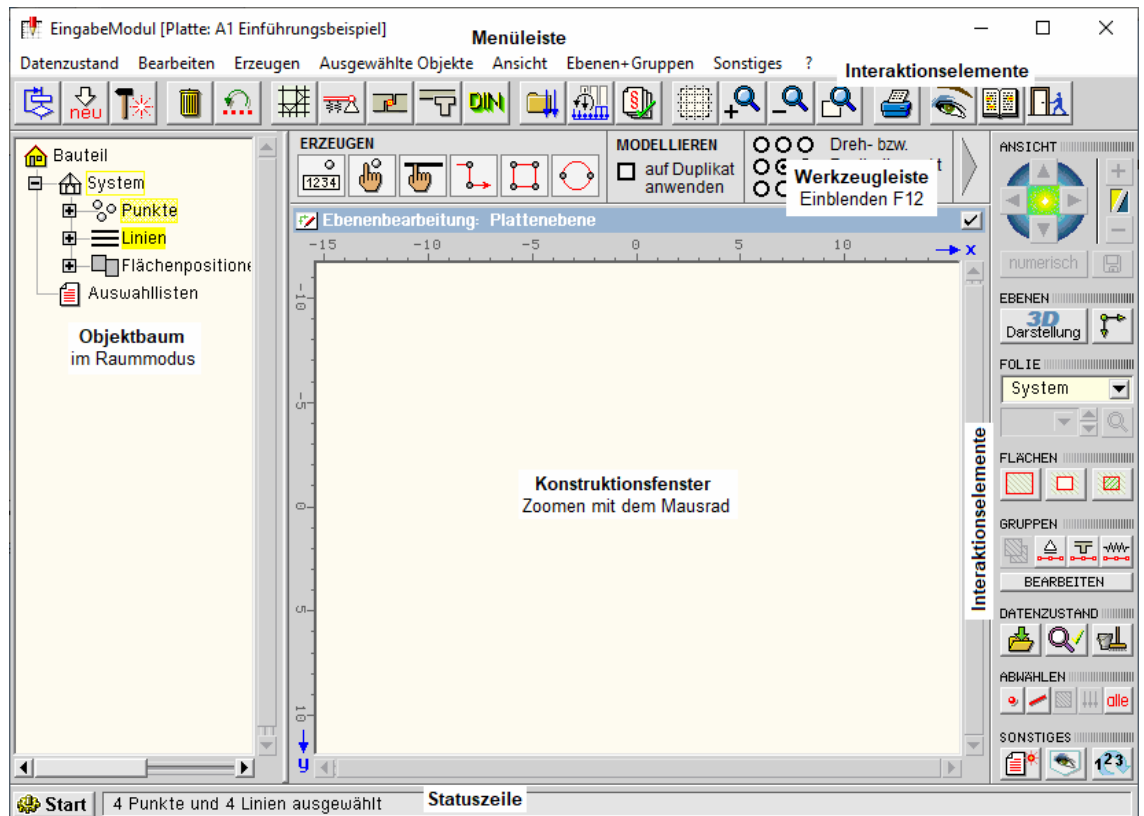 EingabeModul [Platte: A1 Einführungsbeispiel]
Menüleiste
Datenzustand Bearbeiten Erzeugen Ausgewählte Objekte Ansicht Ebenen+Gruppen Sonstiges ?
Interaktionselemente
neu
DIN
§
Bauteil
System
Punkte
Linien
Flächenpositione
Auswahllisten
Objektbaum
im Raummodus
ERZEUGEN
1234
MODELLIEREN
auf Duplikat
anwenden
Dreh- bzw.
Werkzeugleiste
Einblenden F12
Ebenenbearbeitung: Plattenebene
-15 -10 -5 0 5 10 x
-10
-5
0
5
10
y
Konstruktionsfenster
Zoomen mit dem Mausrad
Interaktionselemente
ANSICHT
numerisch
EBENEN
3D
Darstellung
FOLIE
System
FLÄCHEN
GRUPPEN
BEARBEITEN
DATENZUSTAND
ABWÄHLEN
alle
SONSTIGES
123
Start
4 Punkte und 4 Linien ausgewählt
Statuszeile